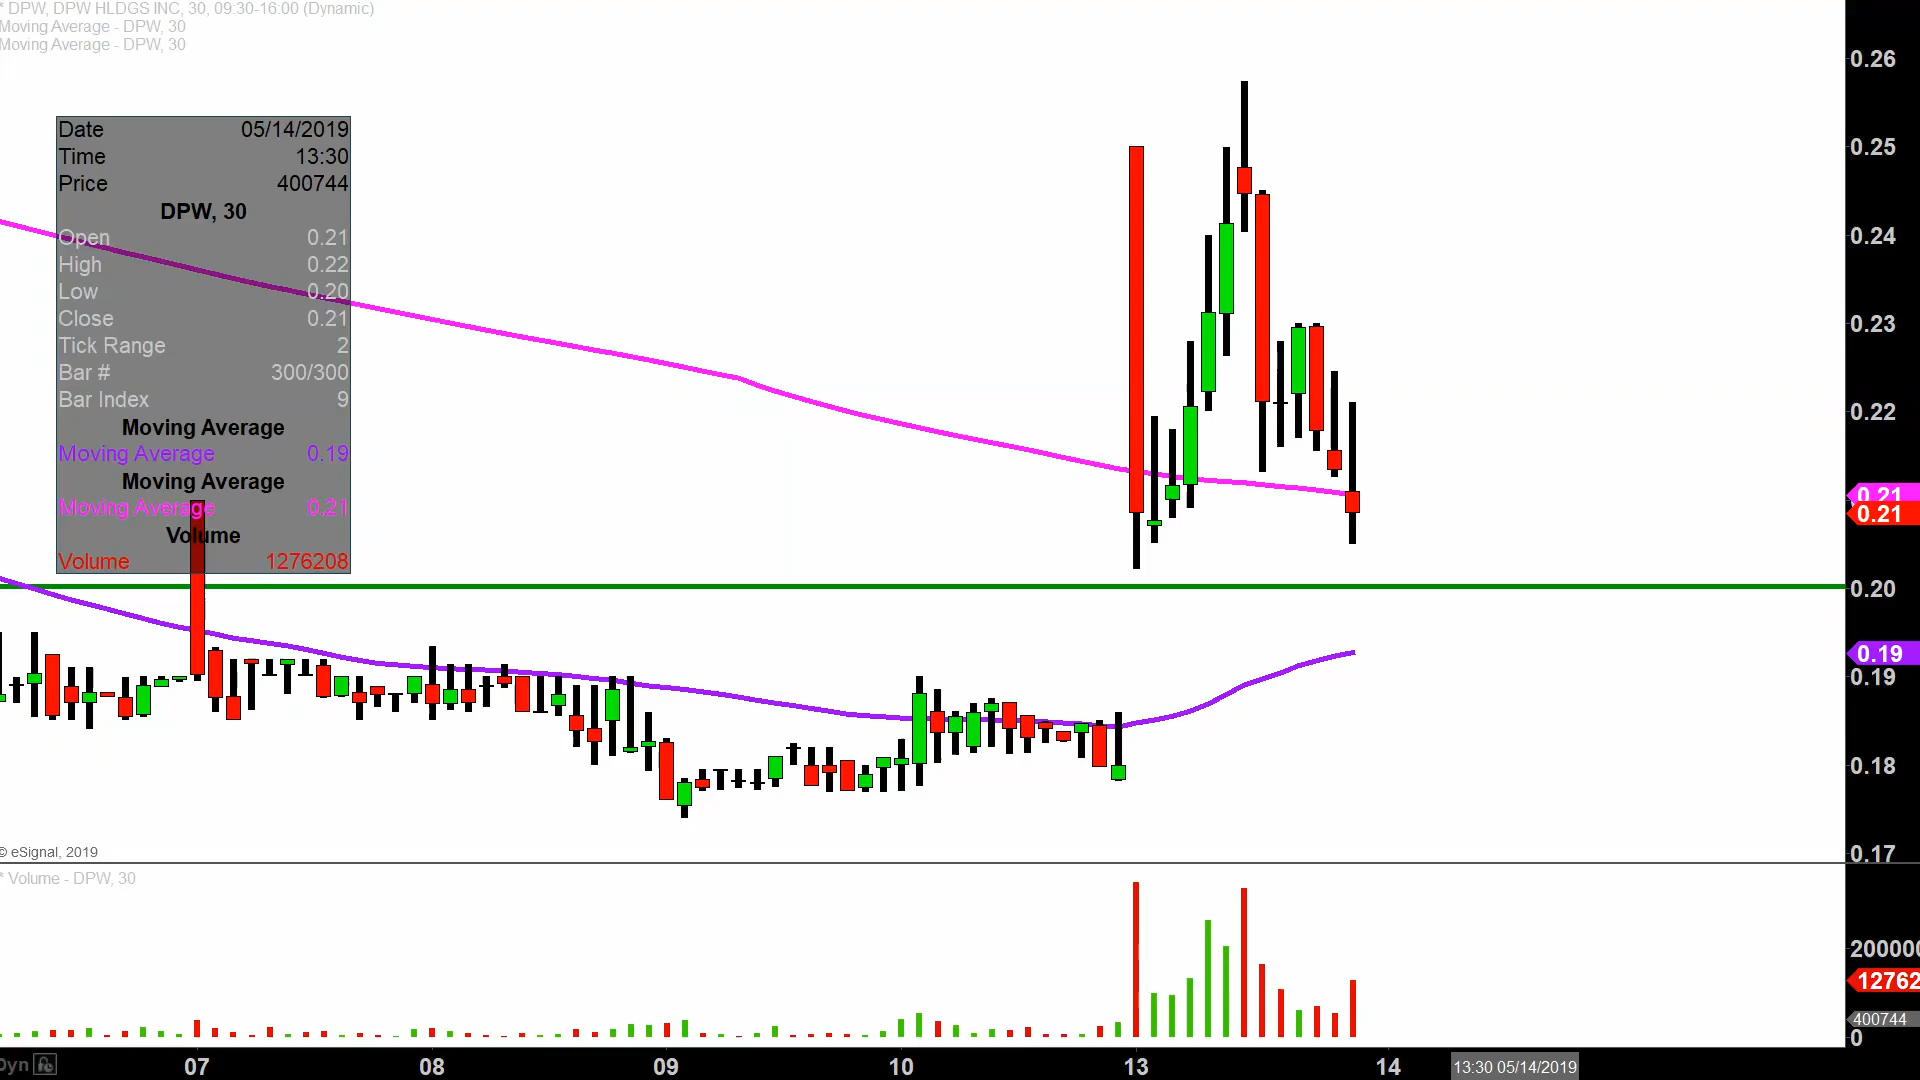 * DPW, DPW HLDGS INC, 30, 09:30-16:00 (Dynamic)
Moving Average - DPW, 30
Moving Average - DPW, 30
Date 05/14/2019
Time 13:30
Price 400744
DPW, 30
Open 0.21
High 0.22
Low 0.20
Close 0.21
Tick Range 2
Bar # 300/300
Bar Index 9
Moving Average
Moving Average 0.19
Moving Average
Moving Average 0.21
Volume
Volume 1276208
0.26
0.25
0.24
0.23
0.22
0.21
0.21
0.20
0.19
0.19
0.18
0.17
© eSignal, 2019
* Volume - DPW, 30
200000
12762
400744
0
Dyn
07 08 09 10 13 14 13:30 05/14/2019